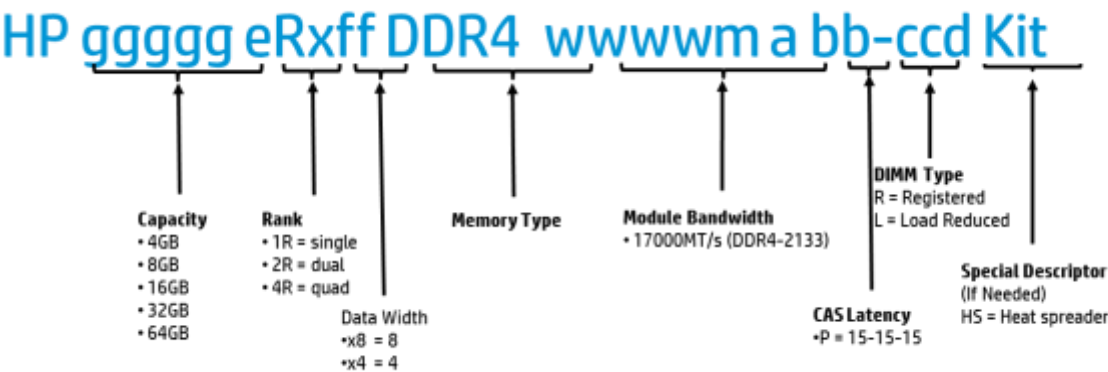 HP ggggg eRxff DDR4 wwwwm a bb-ccd Kit
Capacity
• 4GB
• 8GB
• 16GB
• 32GB
• 64GB
Rank
• 1R = single
• 2R = dual
• 4R = quad
Data Width
•x8 = 8
•x4 = 4
Memory Type
Module Bandwidth
• 17000MT/s (DDR4-2133)
CAS Latency
•P = 15-15-15
DIMM Type
R = Registered
L = Load Reduced
Special Descriptor
(If Needed)
HS = Heat spreader